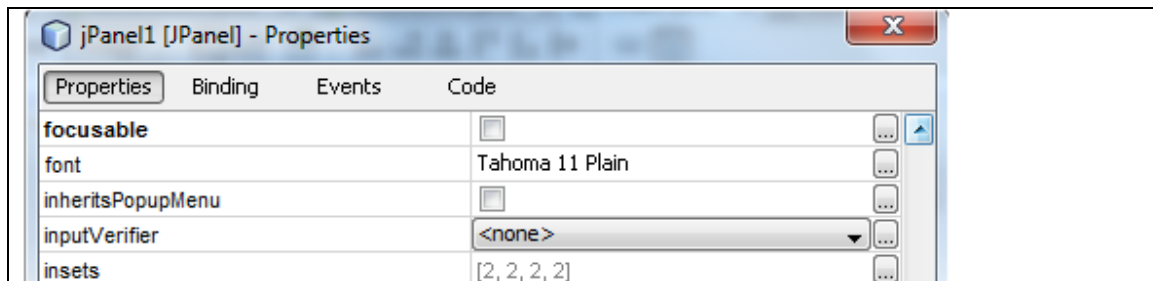 jPanel1 [JPanel] - Properties
Properties Binding Events Code
focusable ...
font Tahoma 11 Plain ...
inheritsPopupMenu ...
inputVerifier <none> ...
insets [2, 2, 2, 2] ...